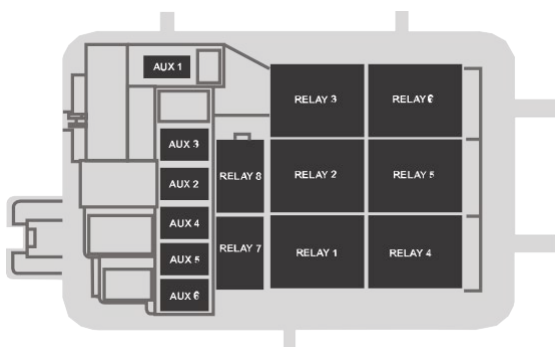 AUX 1
RELAY 3
RELAY 6
AUX 3
AUX 2
RELAY 8
RELAY 2
RELAY 5
AUX 4
AUX 5
RELAY 7
RELAY 1
RELAY 4
AUX 6